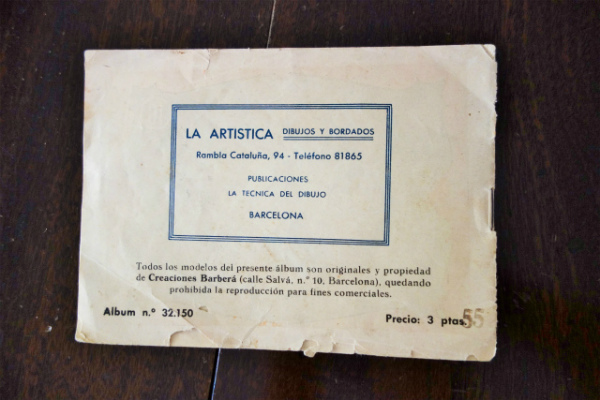 LA ARTISTICA DIBUJOS Y BORDADOS
Rambla Cataluña, 94 - Teléfono 81865
PUBLICACIONES
LA TECNICA DEL DIBUJO
BARCELONA
Todos los modelos del presente álbum son originales y propiedad
de Creaciones Barberá (calle Salvá, n.º 10, Barcelona), quedando
prohibida la reproducción para fines comerciales.
Album n.º 32.150
Precio: 3 ptas. 55